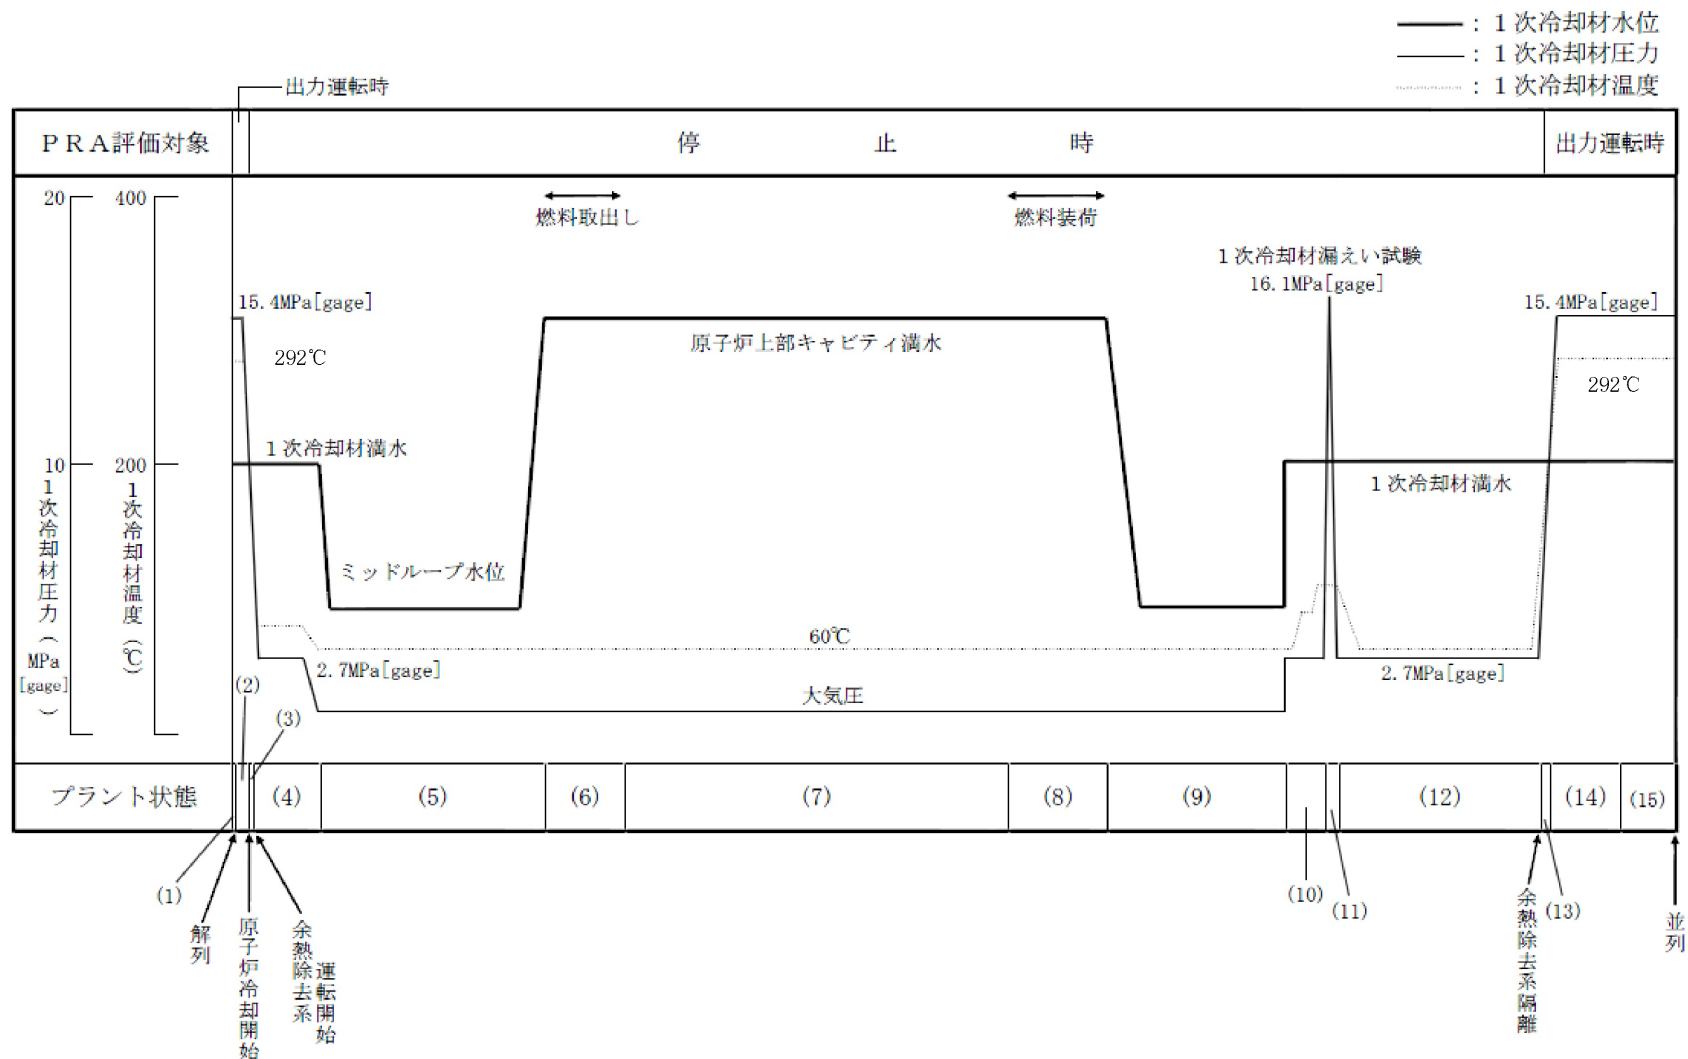 ：１次冷却材水位
：１次冷却材圧力
：１次冷却材温度
出力運転時
ＰＲＡ評価対象
停止時
出力運転時
20
400
燃料取出し
燃料装荷
１次冷却材漏えい試験
16.1MPa[gage]
15.4MPa[gage]
15.4MPa[gage]
292℃
292℃
１次冷却材満水
原子炉上部キャビティ満水
10
200
１次冷却材満水
１次冷却材圧力（MPa[gage]）
１次冷却材温度（℃）
ミッドループ水位
60℃
2.7MPa[gage]
2.7MPa[gage]
大気圧
(2)
(3)
プラント状態
(4)
(5)
(6)
(7)
(8)
(9)
(12)
(14)
(15)
(1)
(10)
(11)
(13)
解列
原子炉冷却開始
余熱除去系
運転開始
余熱除去系隔離
並列